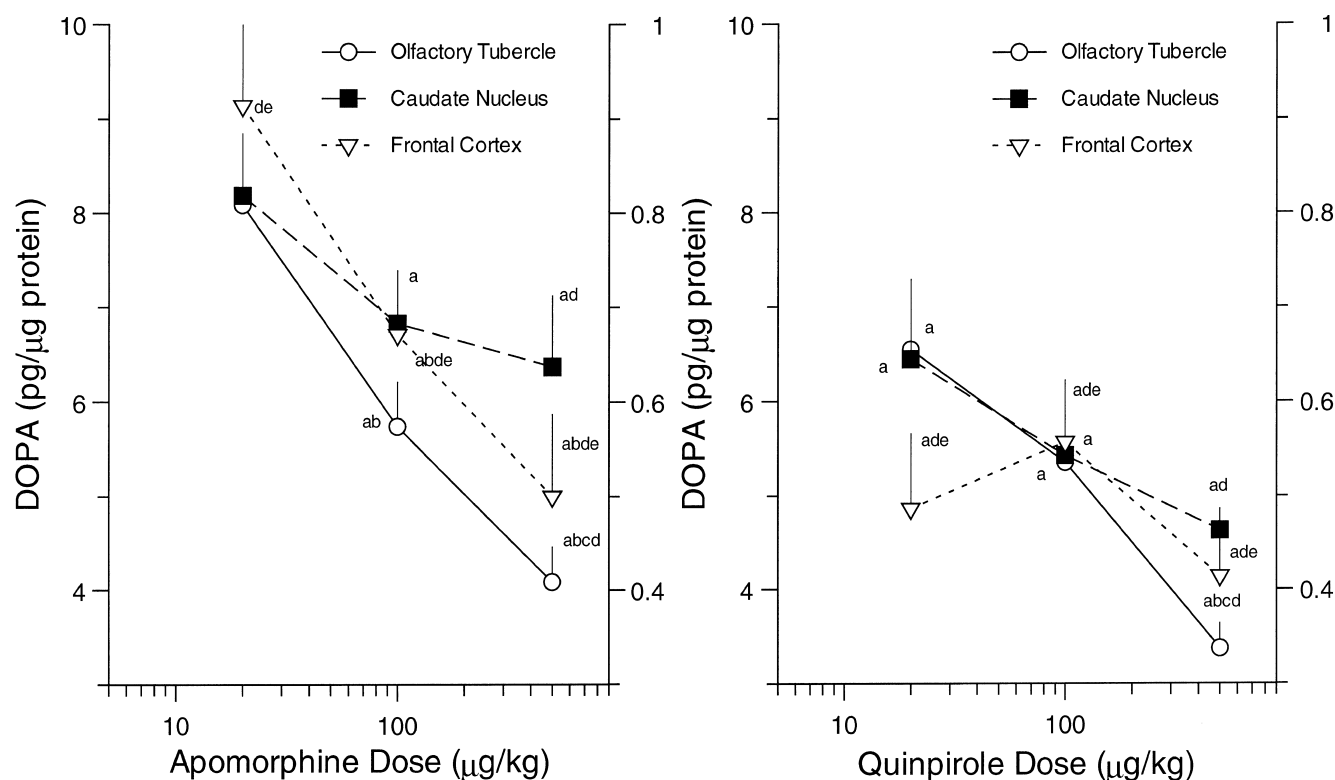 10
8
6
4
DOPA (pg/μg protein)
1
0.8
0.6
0.4
Olfactory Tubercle
Caudate Nucleus
Frontal Cortex
de
a
ad
abde
ab
abde
abcd
10
100
Apomorphine Dose (μg/kg)
10
8
6
4
DOPA (pg/μg protein)
1
0.8
0.6
0.4
Olfactory Tubercle
Caudate Nucleus
Frontal Cortex
a
a
ade
ade
a
a
ad
ade
abcd
10
100
Quinpirole Dose (μg/kg)